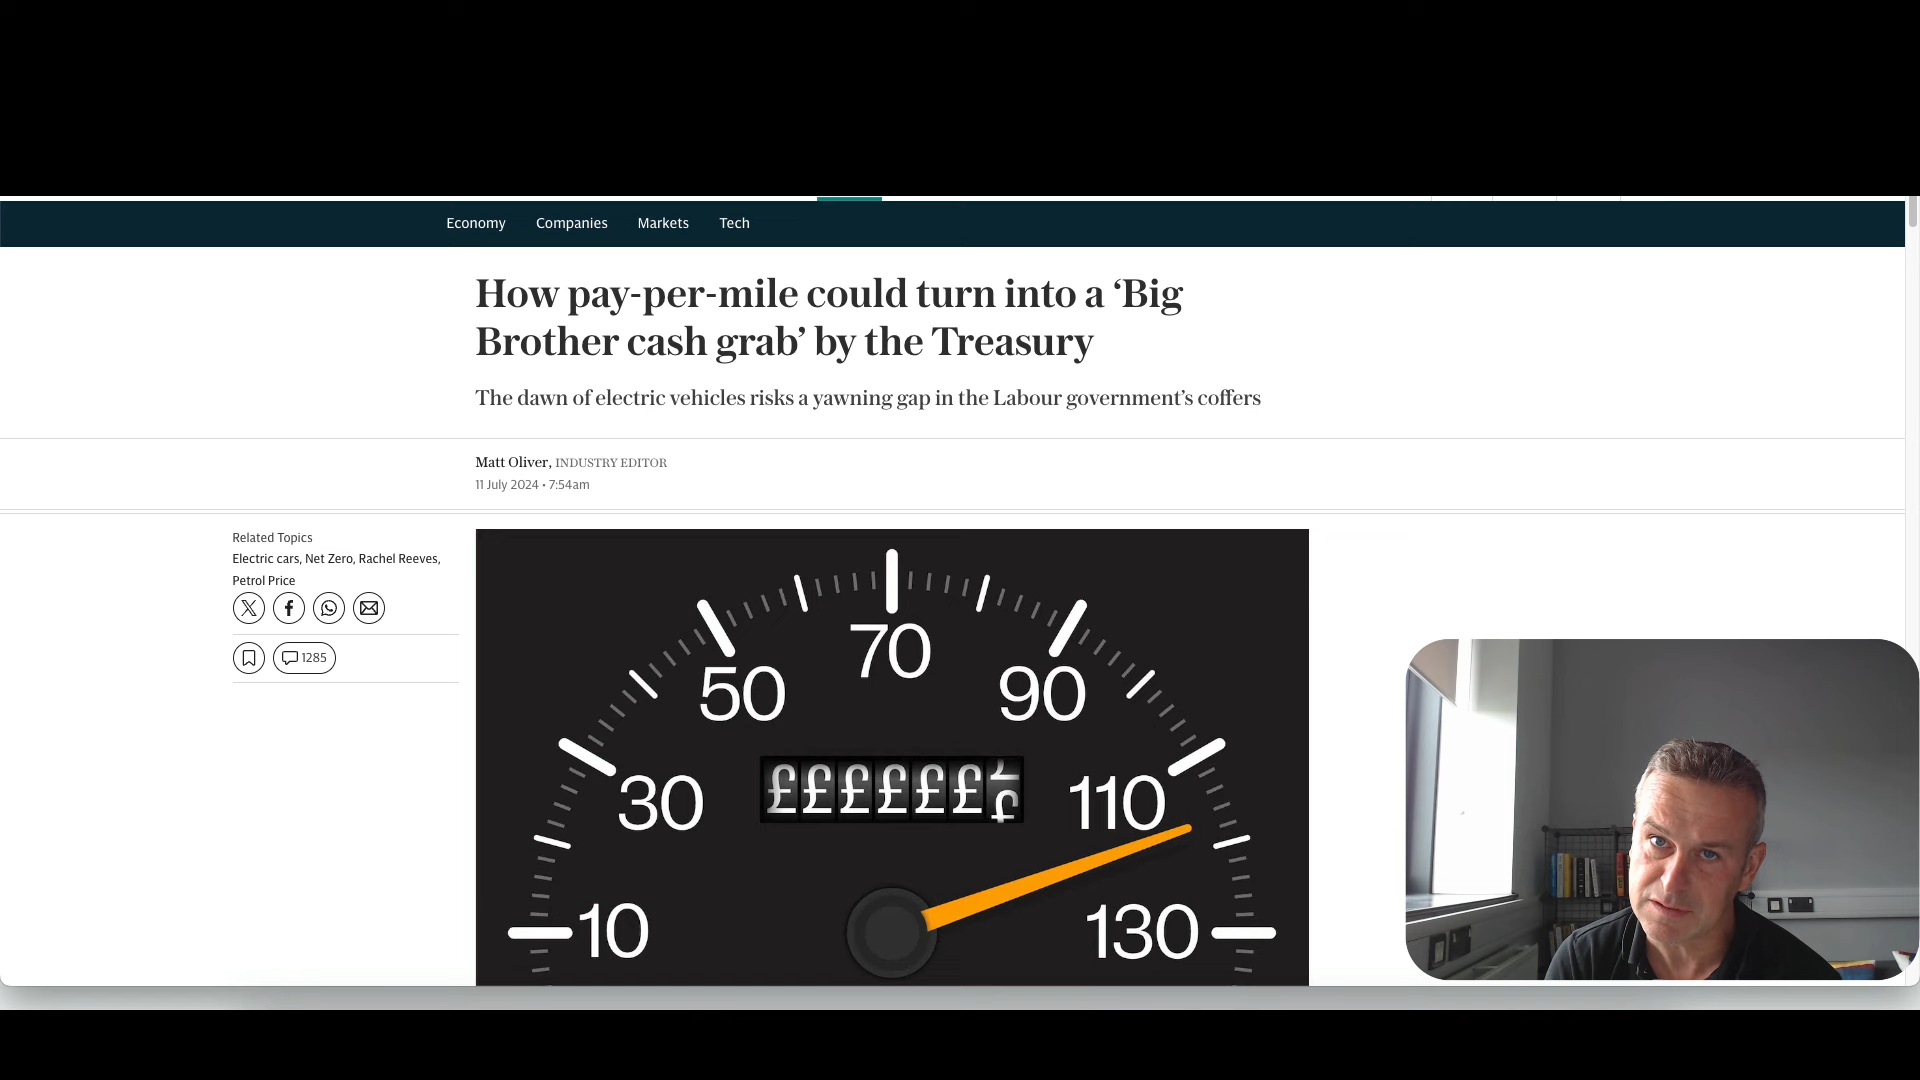 Economy Companies Markets Tech
How pay-per-mile could turn into a ‘Big
Brother cash grab’ by the Treasury
The dawn of electric vehicles risks a yawning gap in the Labour government’s coffers
Matt Oliver, INDUSTRY EDITOR
11 July 2024 • 7:54am
Related Topics
Electric cars, Net Zero, Rachel Reeves,
Petrol Price
1285
70
50 90
££££££££
30 110
10 130